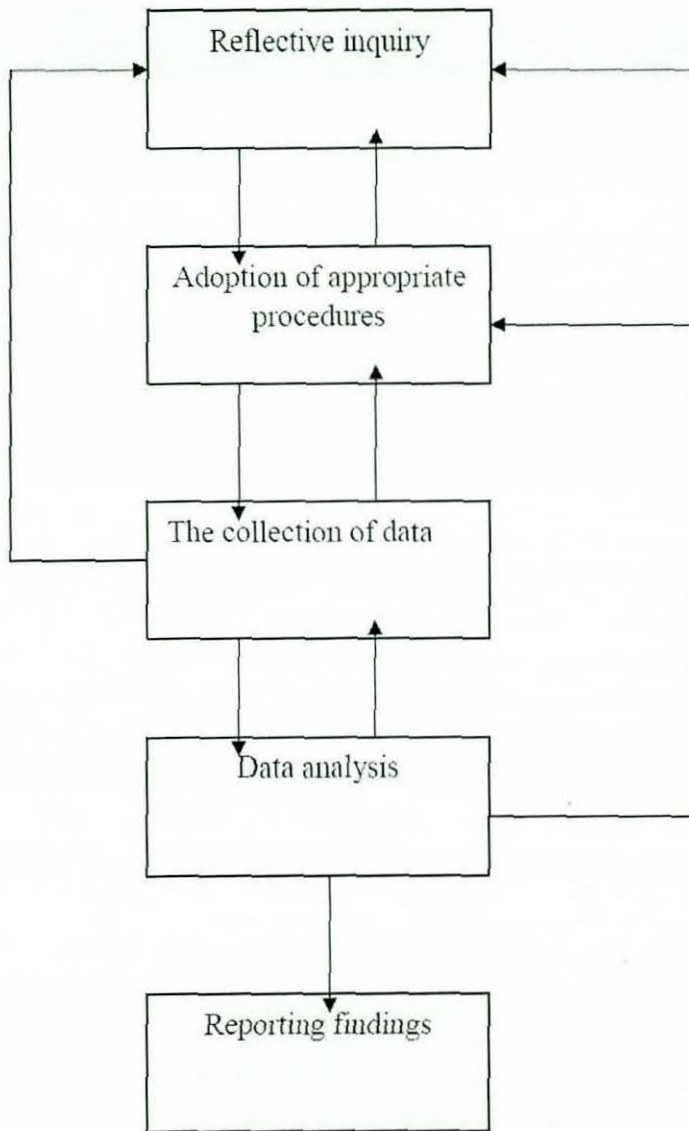 Reflective inquiry
Adoption of appropriate
procedures
The collection of data
Data analysis
Reporting findings